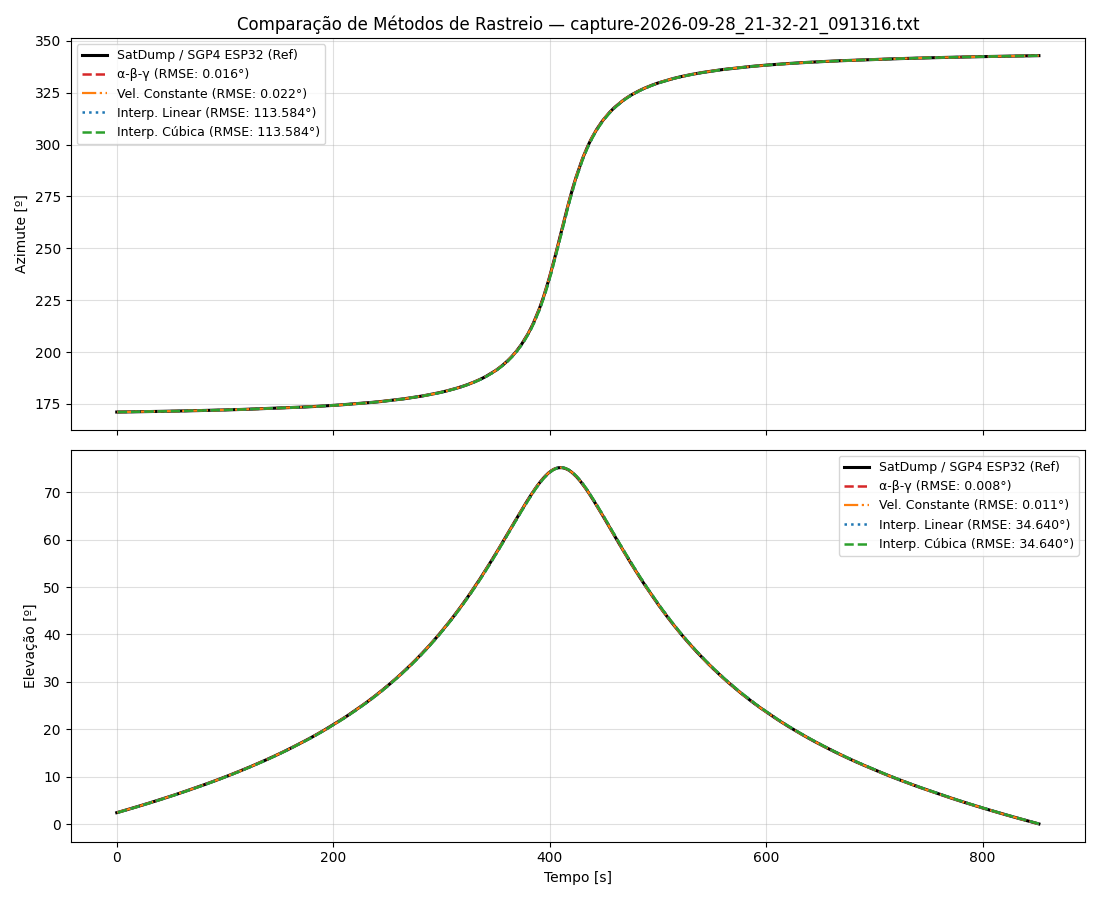 Comparação de Métodos de Rastreio — capture-2026-09-28_21-32-21_091316.txt
350
325
300
275
250
225
200
175
Azimute [º]
SatDump / SGP4 ESP32 (Ref)
α-β-γ (RMSE: 0.016°)
Vel. Constante (RMSE: 0.022°)
Interp. Linear (RMSE: 113.584°)
Interp. Cúbica (RMSE: 113.584°)
70
60
50
40
30
20
10
0
Elevação [º]
SatDump / SGP4 ESP32 (Ref)
α-β-γ (RMSE: 0.008°)
Vel. Constante (RMSE: 0.011°)
Interp. Linear (RMSE: 34.640°)
Interp. Cúbica (RMSE: 34.640°)
0 200 400 600 800
Tempo [s]